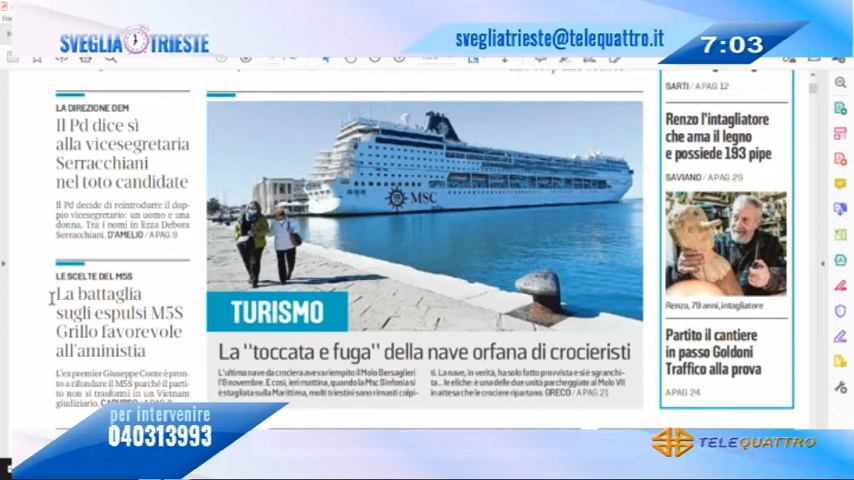 SVEGLIA TRIESTE
svegliatrieste@telequattro.it
7:03
LA DIREZIONE DEM
Il Pd dice sì
alla vicesegretaria
Serracchiani
nel toto candidate
Il Pd decide di reintrodurre il dop-
pio vicesegretario: un uomo e una
donna. Tra i nomi in lizza Debora
Serracchiani. D'AMELIO / A PAG 9
LE SCELTE DEL M5S
La battaglia
sugli espulsi M5S
Grillo favorevole
all'amnistia
L'ex premier Giuseppe Conte è pron-
to a rifondare il M5S purché il parti-
to non si trasformi in un Vietnam
giudiziario.
MSC
TURISMO
La "toccata e fuga" della nave orfana di crocieristi
L'ultima nave da crociera aveva riempito il Molo Bersaglieri
l'8 novembre. E così, ieri mattina, quando la Msc Sinfonia si
è stagliata sulla Marittima, molti triestini sono rimasti colpi-
ti. La nave, in verità, ha solo fatto provvista e si è sgranchi-
ta... le eliche: è una delle due unità parcheggiate al Molo VII
in attesa che le crociere ripartano. GRECO / A PAG 21
SARTI / A PAG 12
Renzo l'intagliatore
che ama il legno
e possiede 193 pipe
SAVIANO / A PAG 29
Renzo, 79 anni, intagliatore
Partito il cantiere
in passo Goldoni
Traffico alla prova
A PAG 24
per intervenire
040313993
TELEQUATTRO